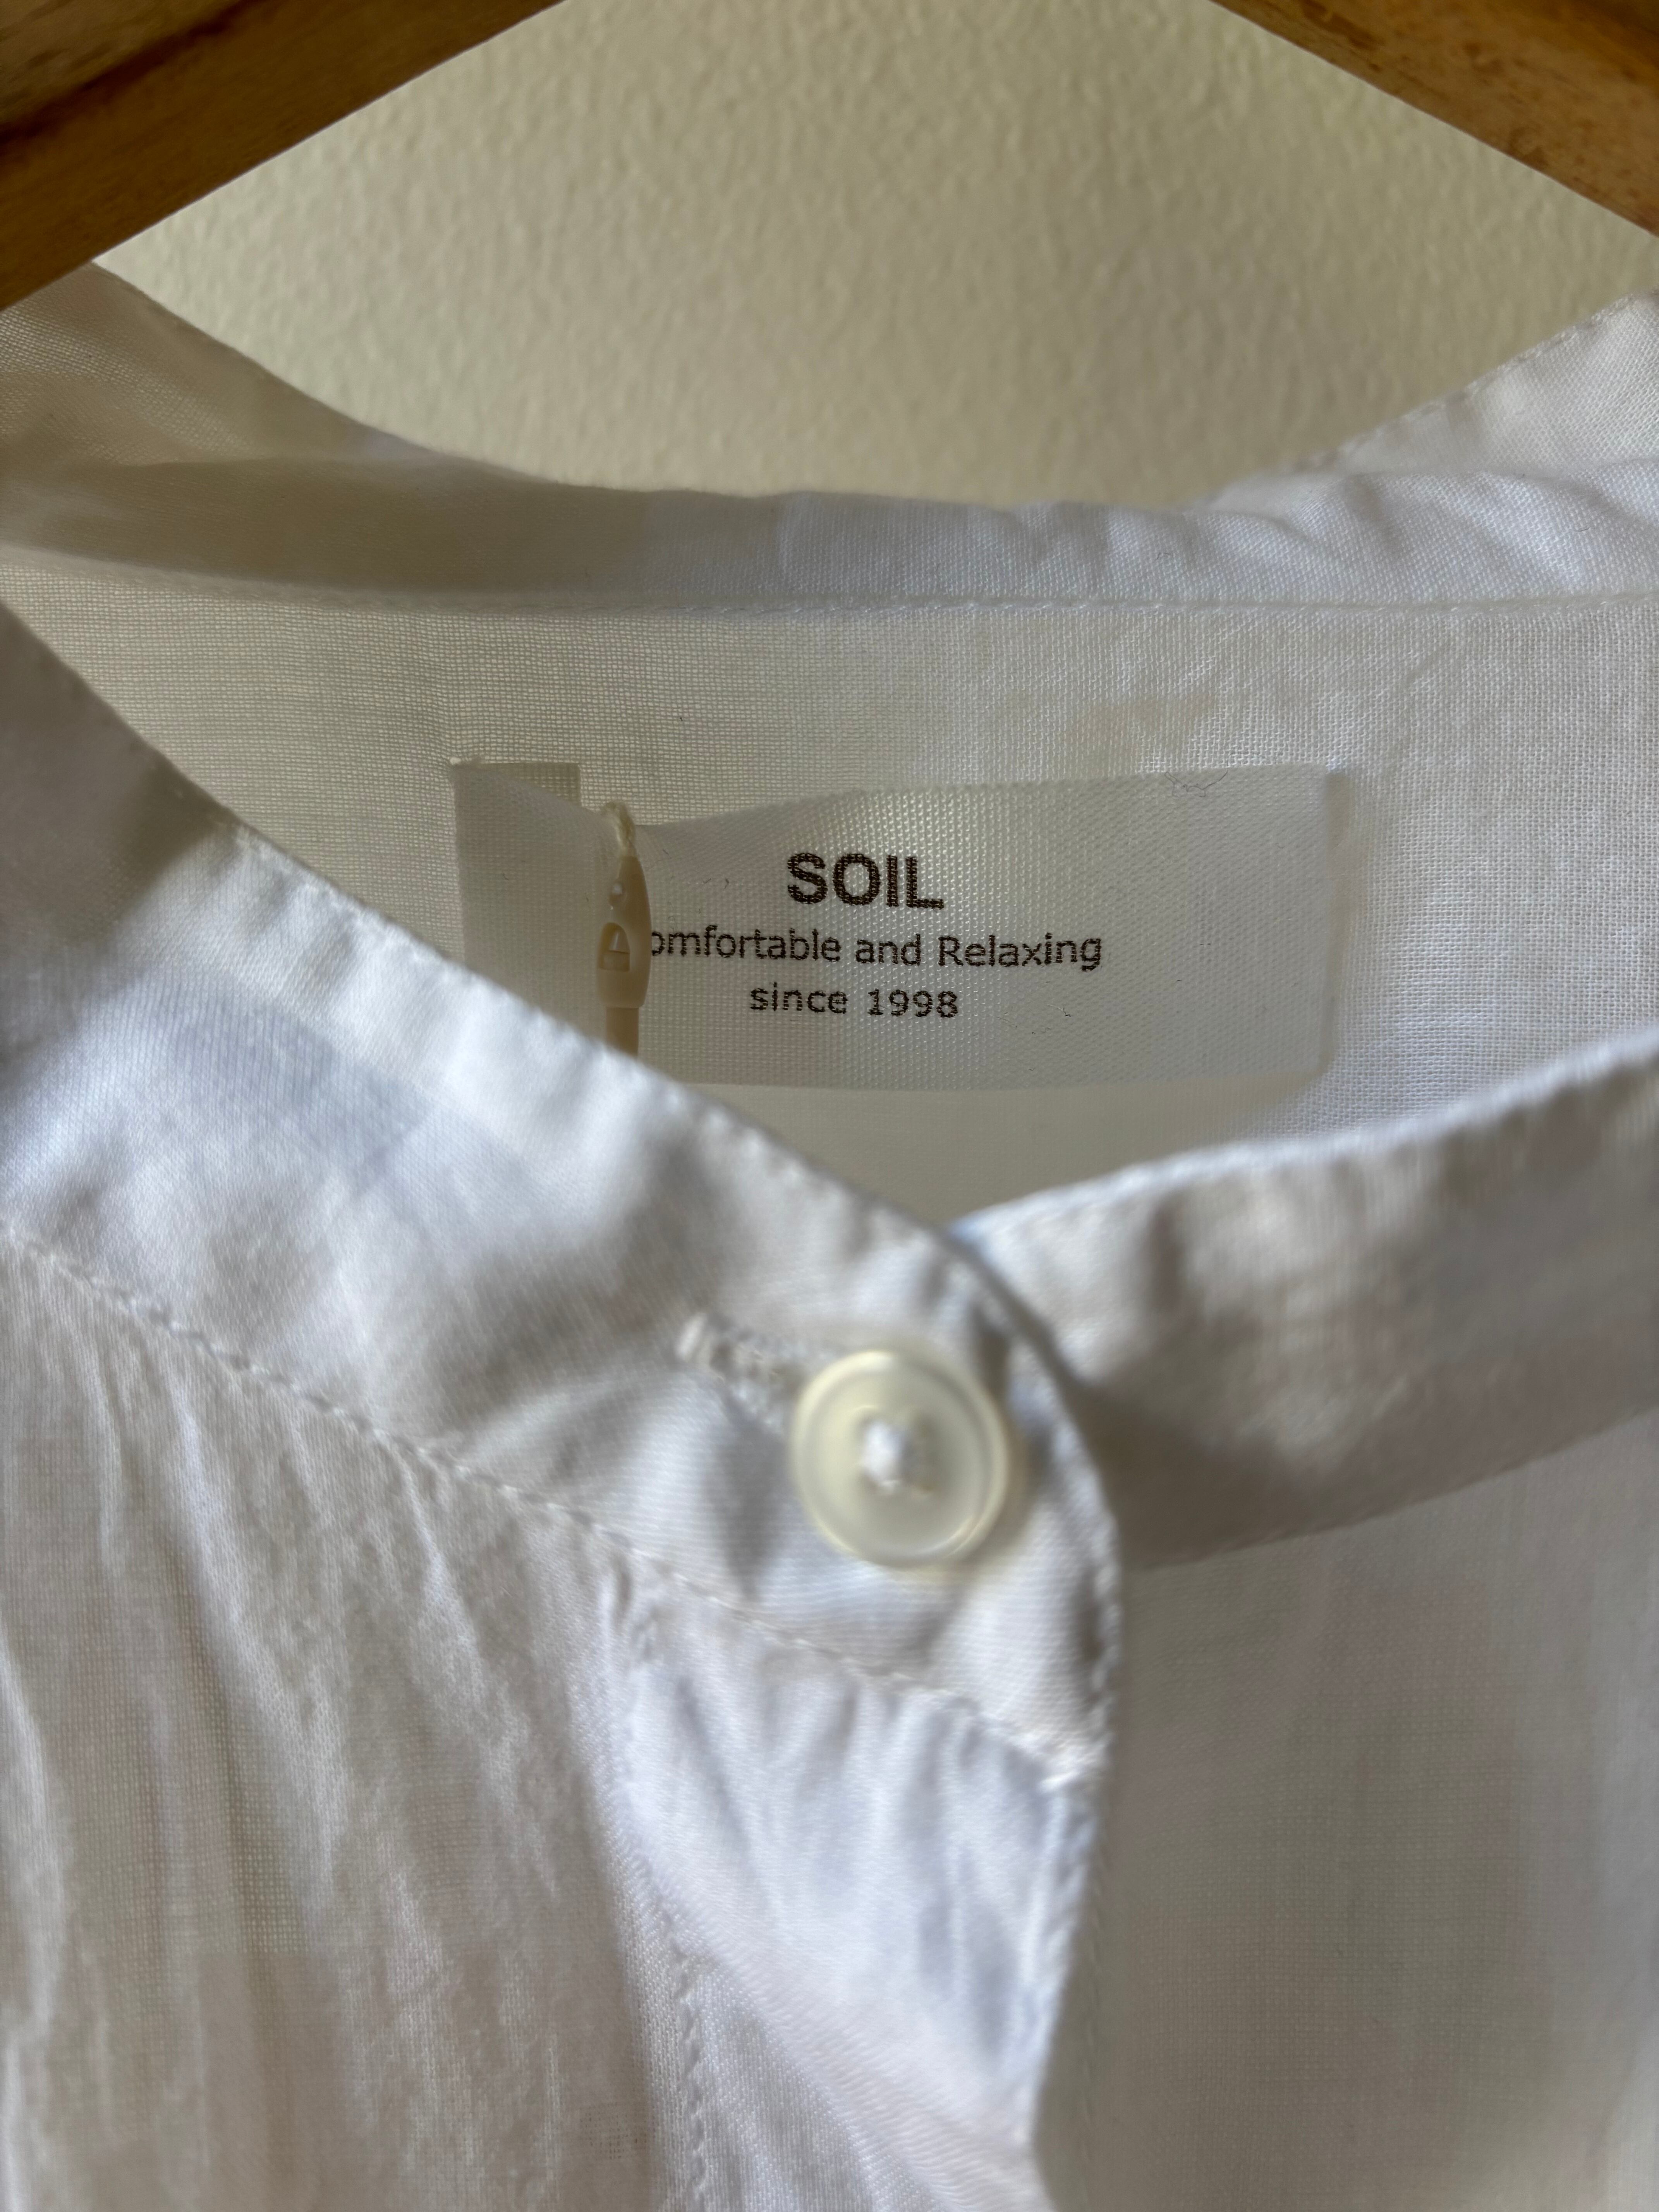 SOIL
omfortable and Relaxing
since 1998